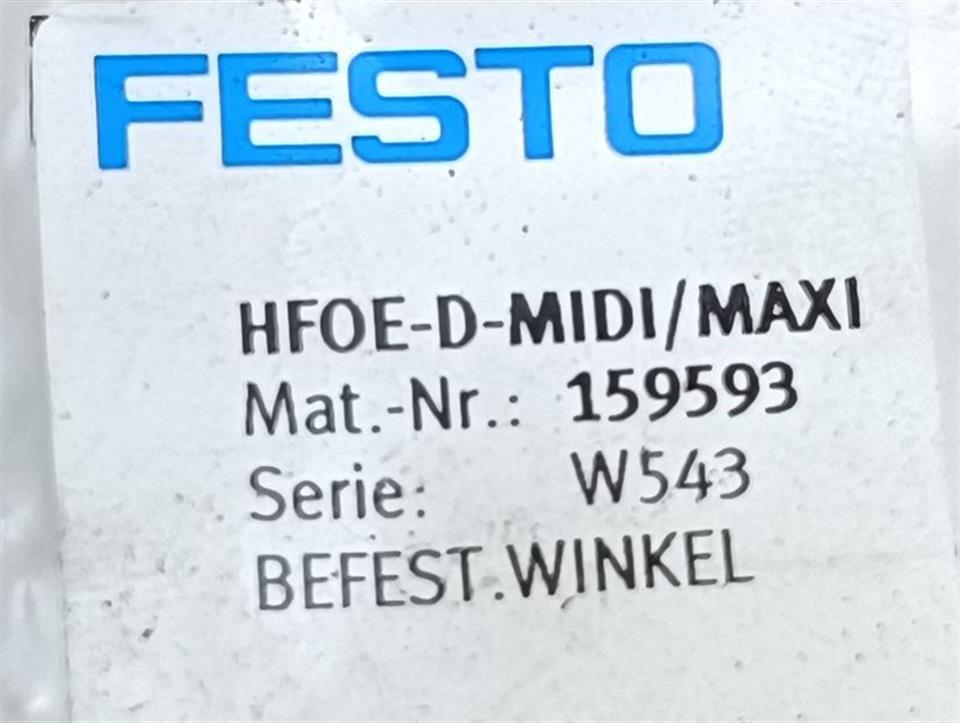 FESTO
HFOE-D-MIDI/MAXI
Mat.-Nr.: 159593
Serie: W543
BEFEST.WINKEL